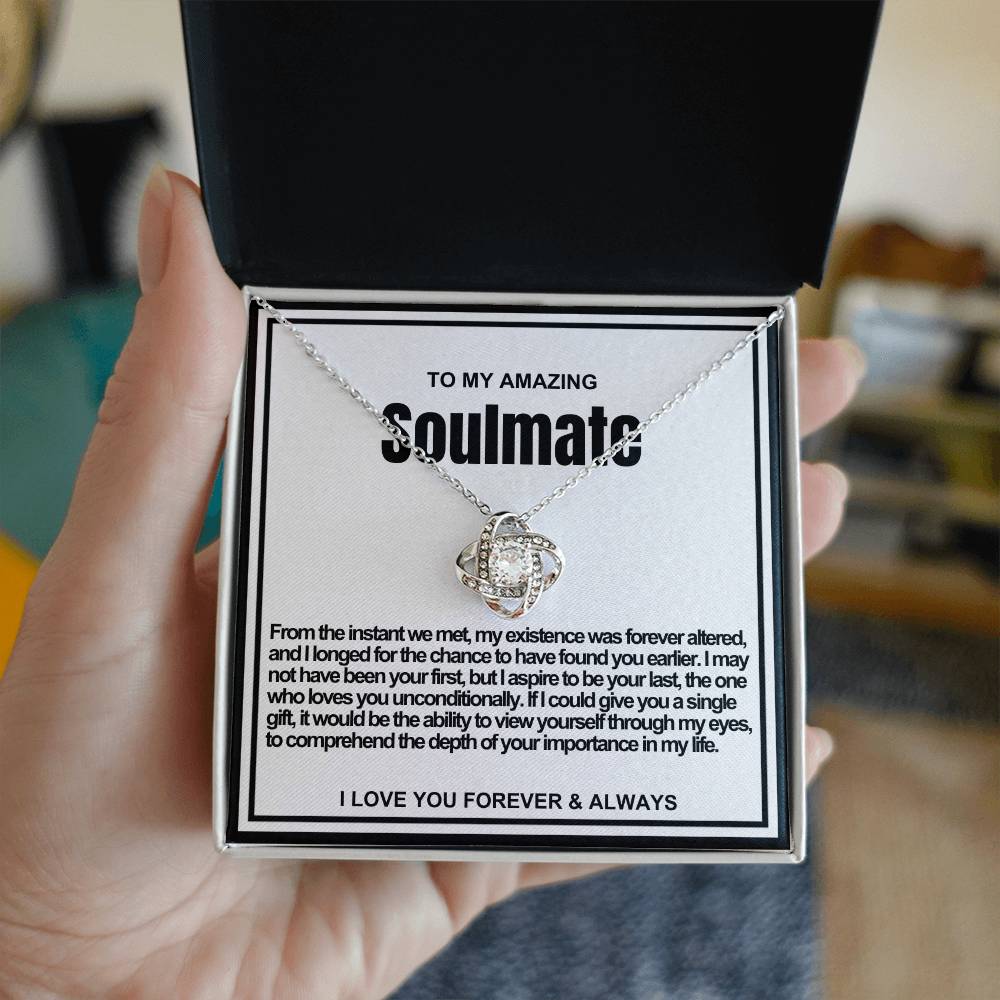 TO MY AMAZING
Soulmate
From the instant we met, my existence was forever altered,
and I longed for the chance to have found you earlier. I may
not have been your first, but I aspire to be your last, the one
who loves you unconditionally. If I could give you a single
gift, it would be the ability to view yourself through my eyes,
to comprehend the depth of your importance in my life.
I LOVE YOU FOREVER & ALWAYS